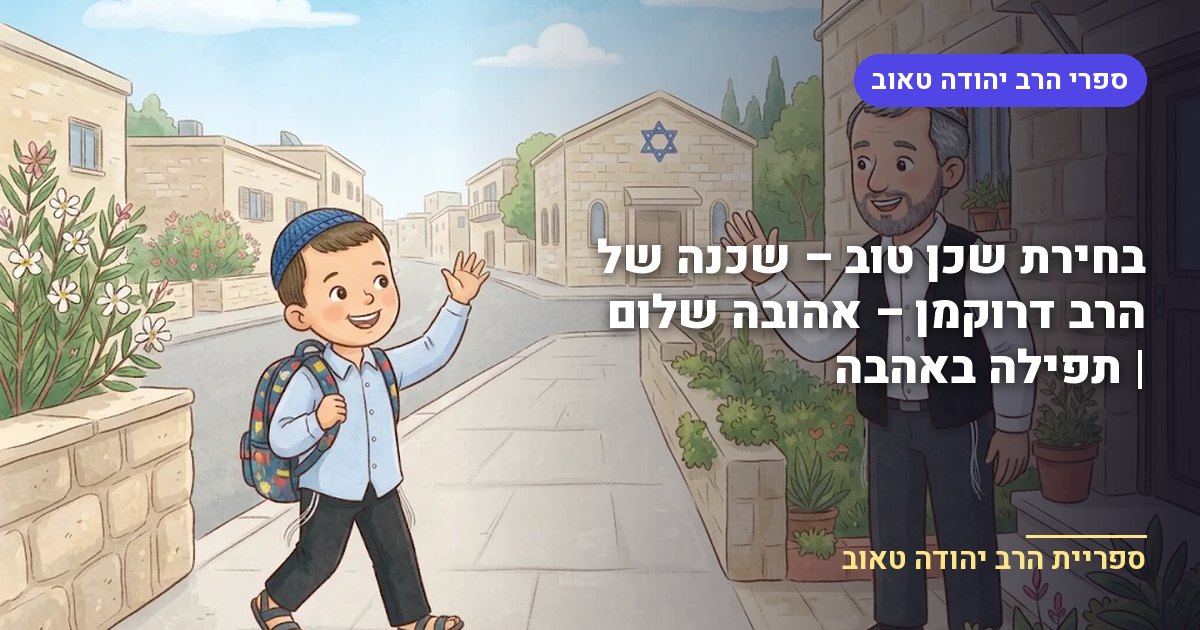 ספרי הרב יהודה טאוב
בחירת שכן טוב – שכנה של
הרב דרוקמן – אהובה שלום
| תפילה באהבה
ספריית הרב יהודה טאוב